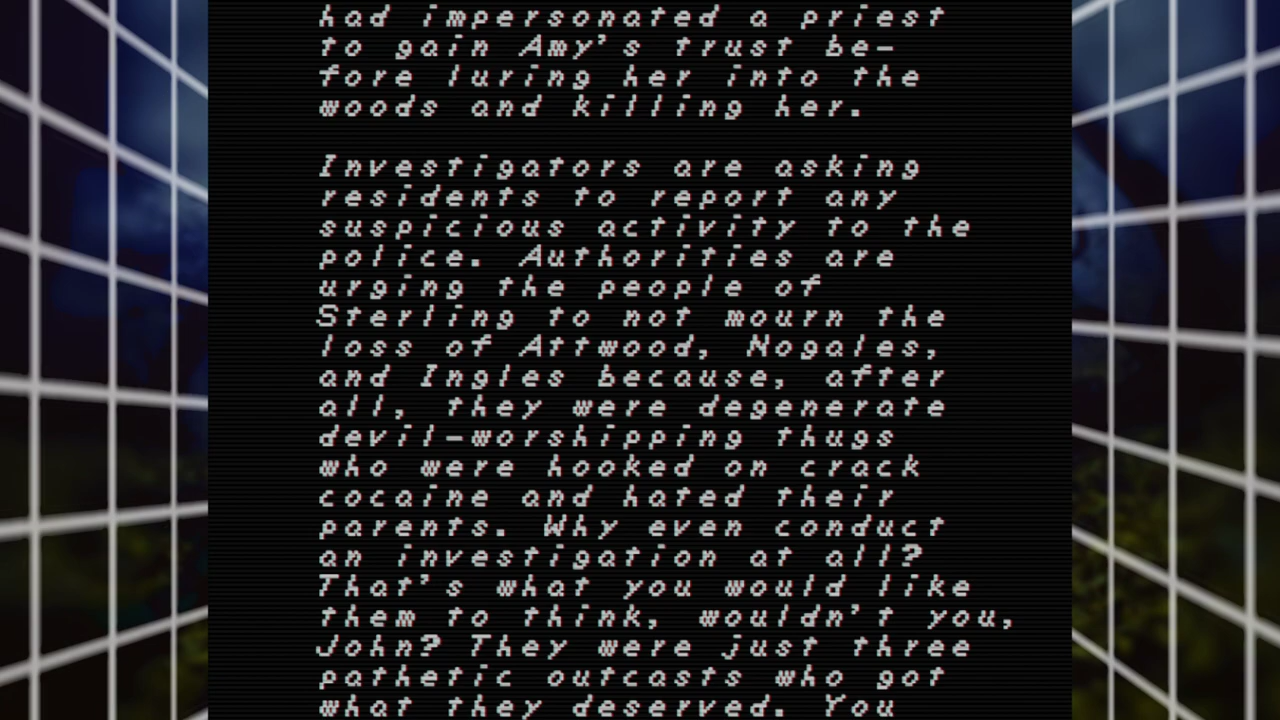 had impersonated a priest
to gain Amy's trust be-
fore luring her into the
woods and killing her.
Investigators are asking
residents to report any
suspicious activity to the
police. Authorities are
urging the people of
Sterling to not mourn the
loss of Attwood, Nogales,
and Ingles because, after
all, they were degenerate
devil-worshipping thugs
who were hooked on crack
cocaine and hated their
parents. Why even conduct
an investigation at all?
That's what you would like
them to think, wouldn't you,
John? They were just three
pathetic outcasts who got
what they deserved. You